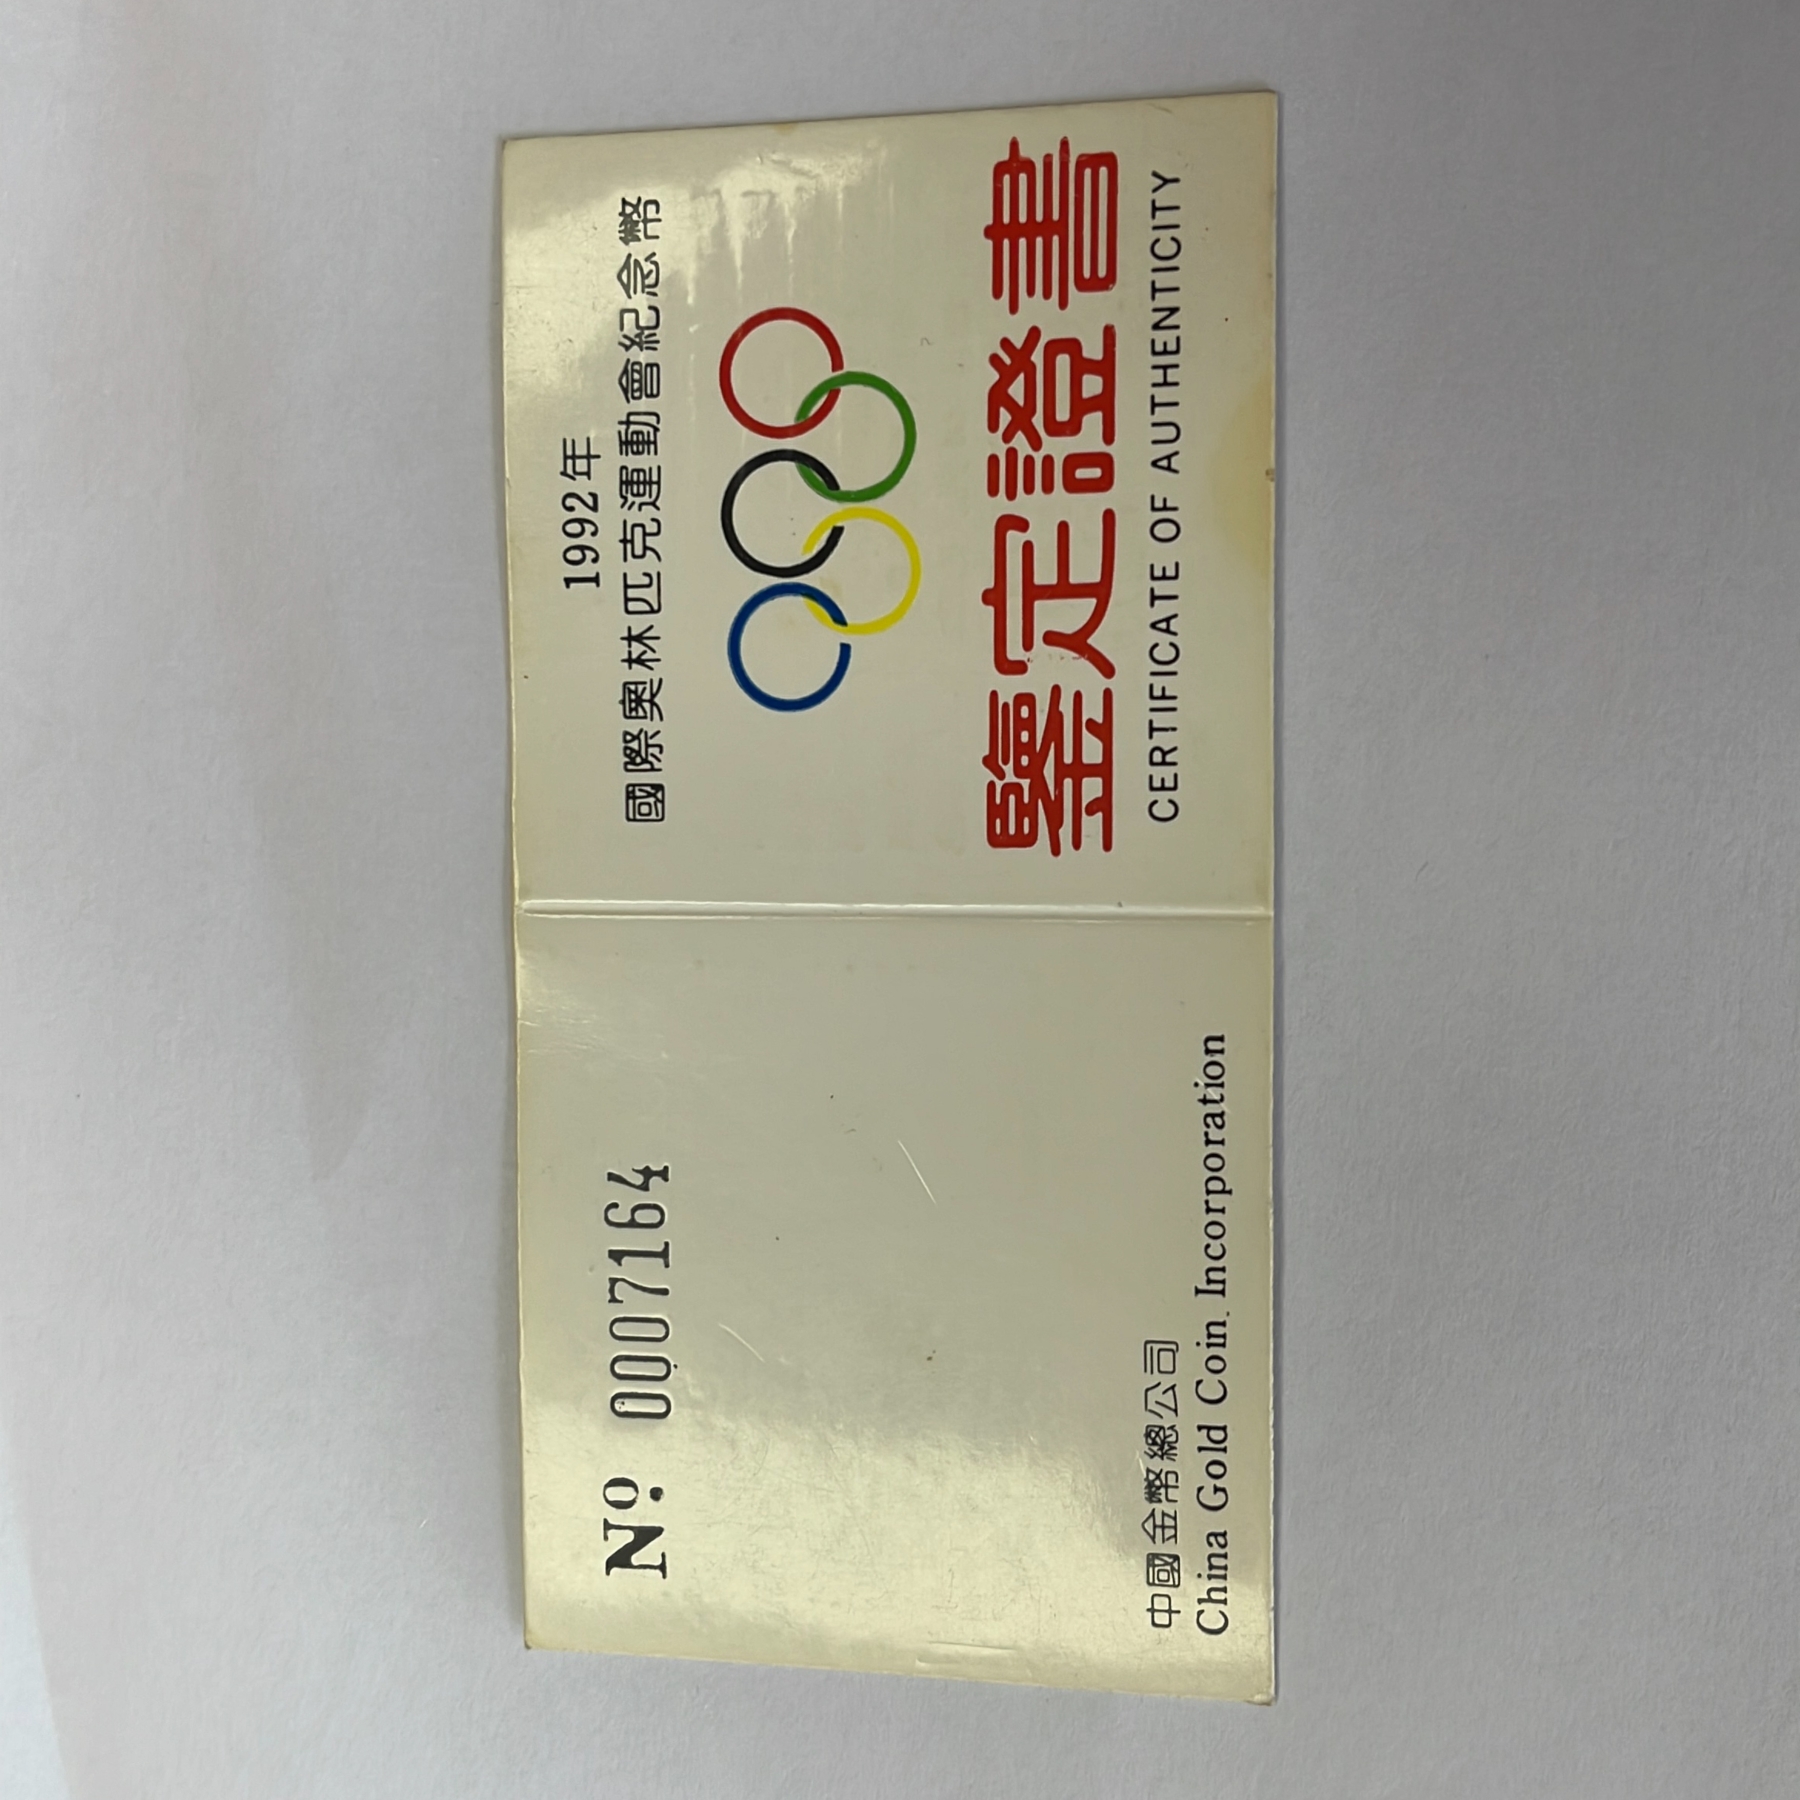 No. 0007164
中國金幣總公司
China Gold Coin. Incorporation
1992年
國際奧林匹克運動會紀念幣
鑒定證書
CERTIFICATE OF AUTHENTICITY